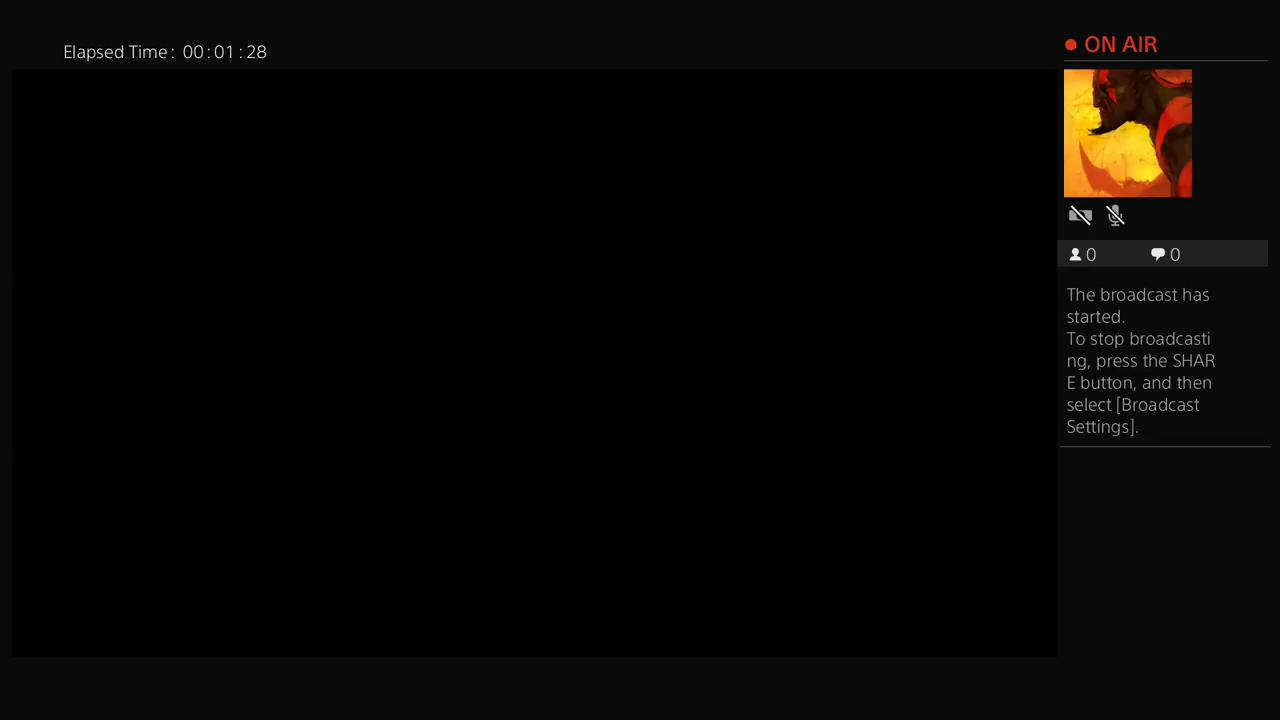 Elapsed Time: 00:01:28
ON AIR
0 0
The broadcast has
started.
To stop broadcasti
ng, press the SHAR
E button, and then
select [Broadcast
Settings].